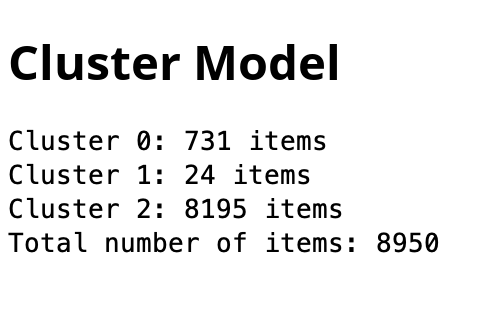 Cluster Model
Cluster 0: 731 items
Cluster 1: 24 items
Cluster 2: 8195 items
Total number of items: 8950